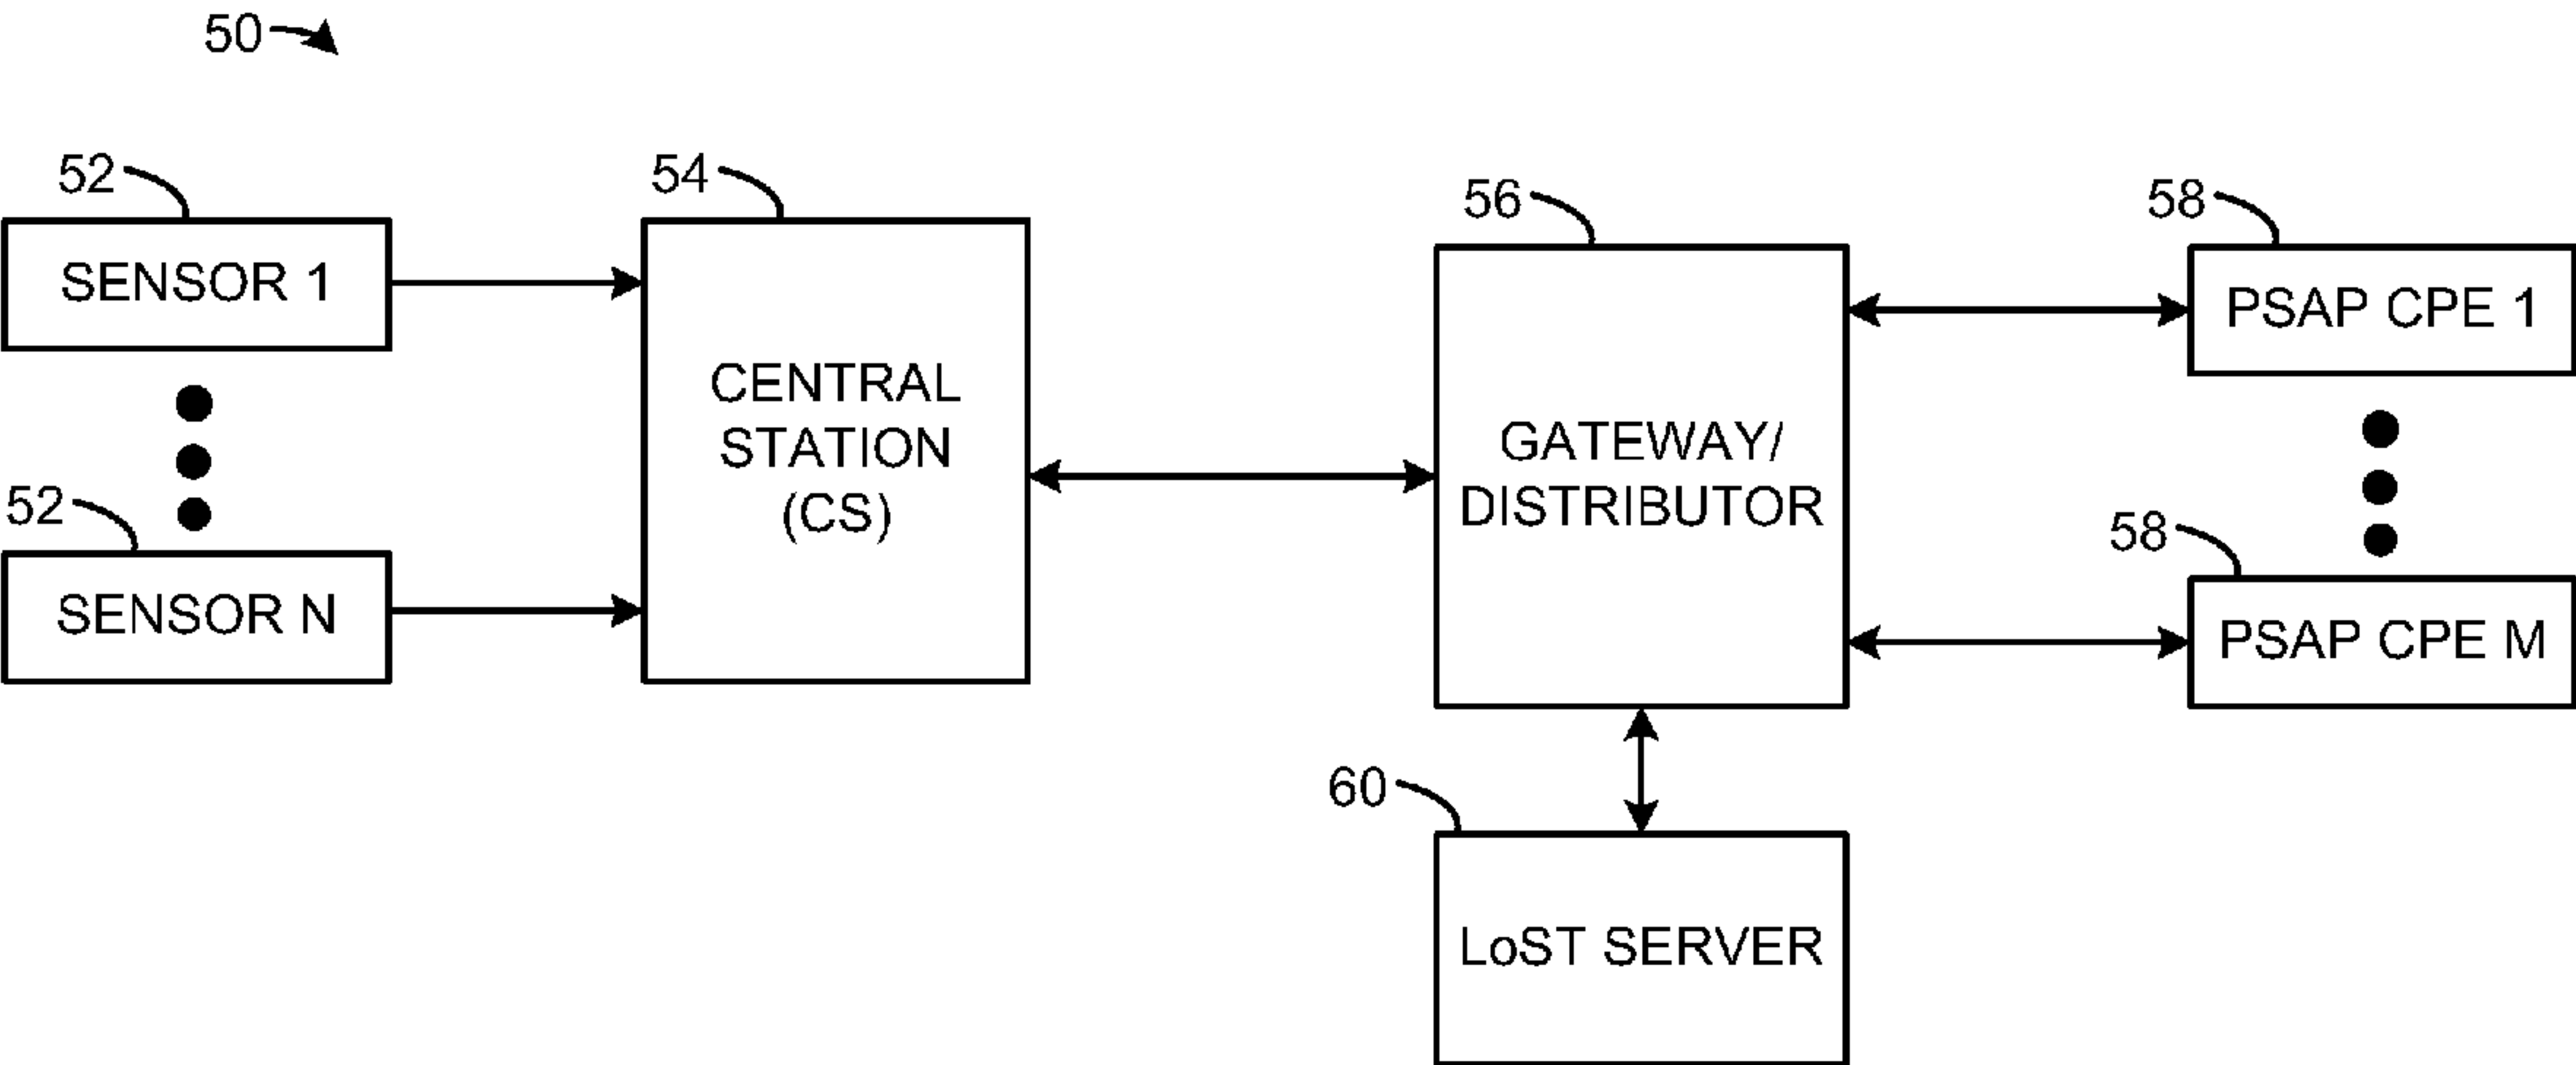 50
52
SENSOR 1
52
SENSOR N
54
CENTRAL
STATION
(CS)
56
GATEWAY/
DISTRIBUTOR
58
PSAP CPE 1
58
PSAP CPE M
60
LoST SERVER